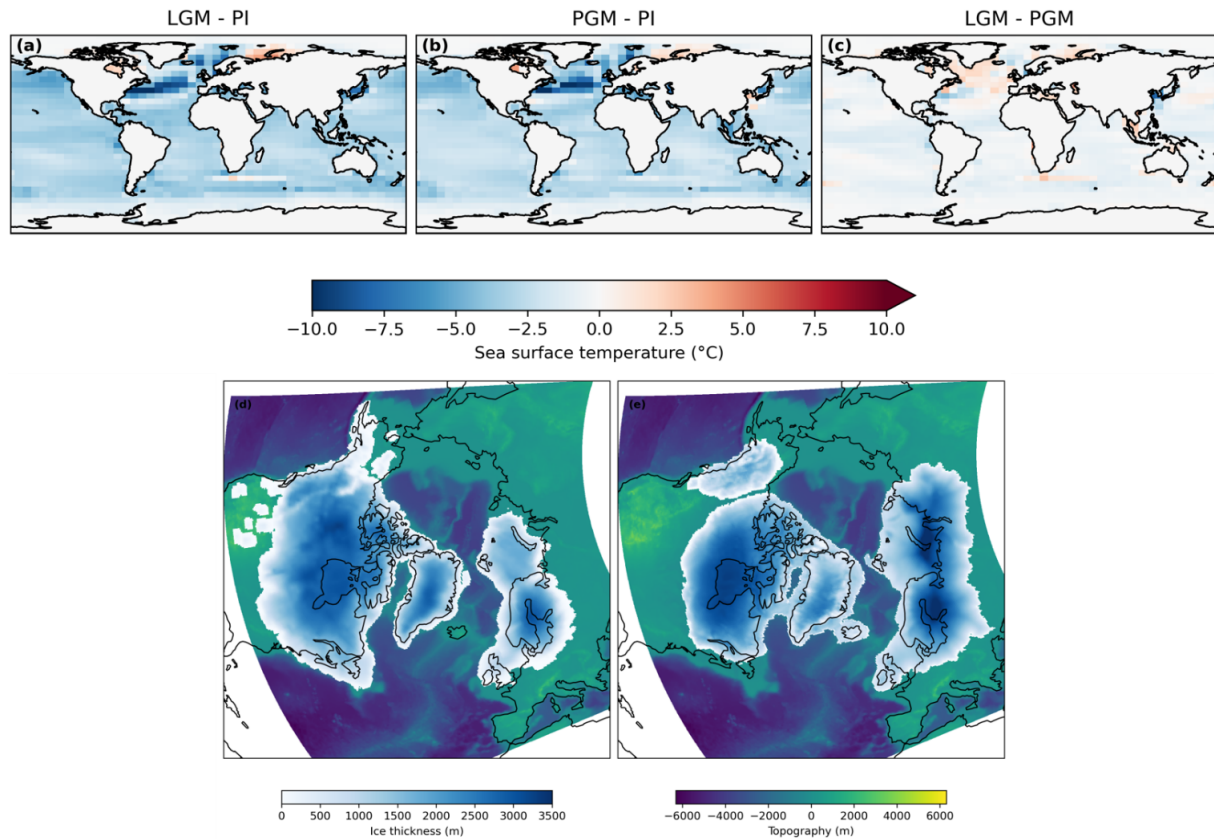 LGM - PI
PGM - PI
LGM - PGM
(a)
(b)
(c)
−10.0 −7.5 −5.0 −2.5 0.0 2.5 5.0 7.5 10.0
Sea surface temperature (°C)
(d)
(e)
0 500 1000 1500 2000 2500 3000 3500
Ice thickness (m)
−6000 −4000 −2000 0 2000 4000 6000
Topography (m)